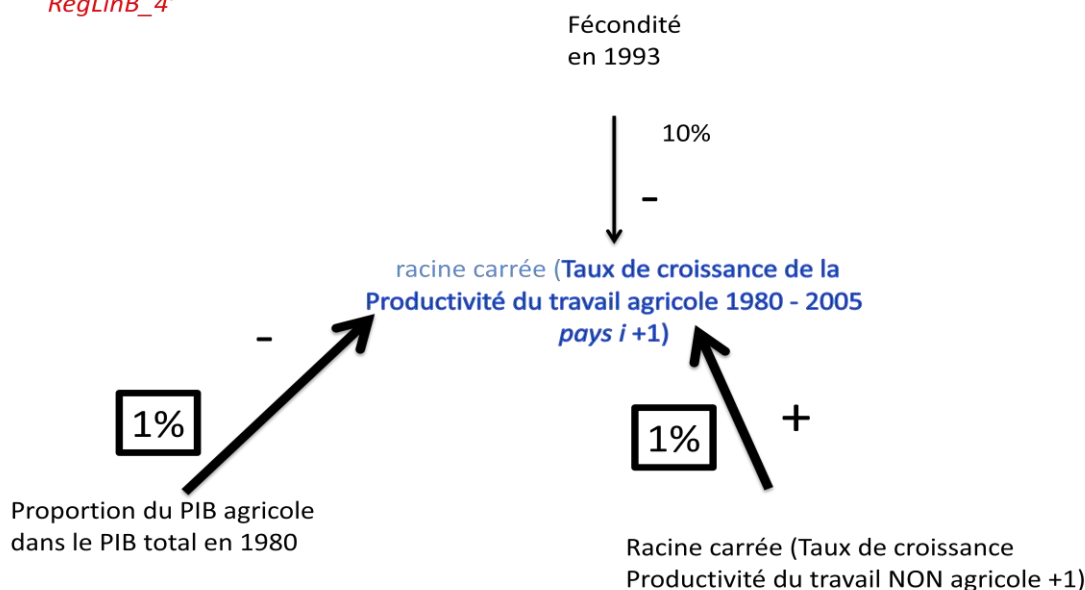 RegLinB_4'
Fécondité
en 1993
10%
-
racine carrée (Taux de croissance de la
Productivité du travail agricole 1980 - 2005
pays i +1)
-
1%
1%
+
Proportion du PIB agricole
dans le PIB total en 1980
Racine carrée (Taux de croissance
Productivité du travail NON agricole +1)